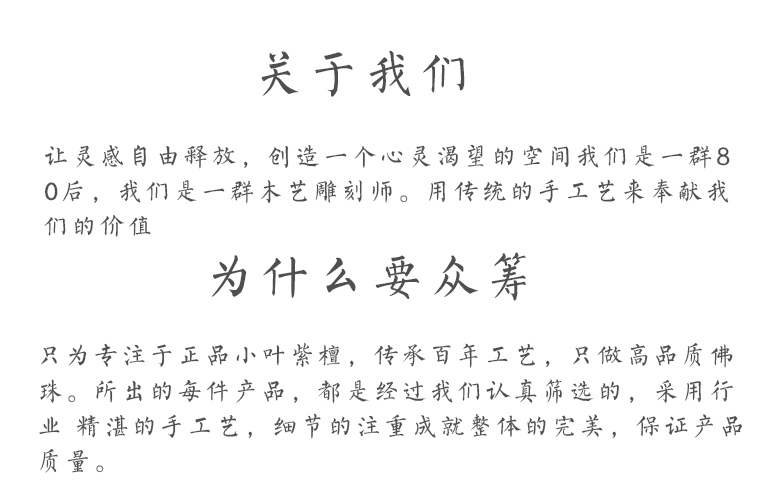 关于我们
让灵感自由释放，创造一个心灵渴望的空间我们是一群8
0后，我们是一群木艺雕刻师。用传统的手工艺来奉献我
们的价值
为什么要众筹
只为专注于正品小叶紫檀，传承百年工艺，只做高品质佛
珠。所出的每件产品，都是经过我们认真筛选的，采用行
业 精湛的手工艺，细节的注重成就整体的完美，保证产品
质量。